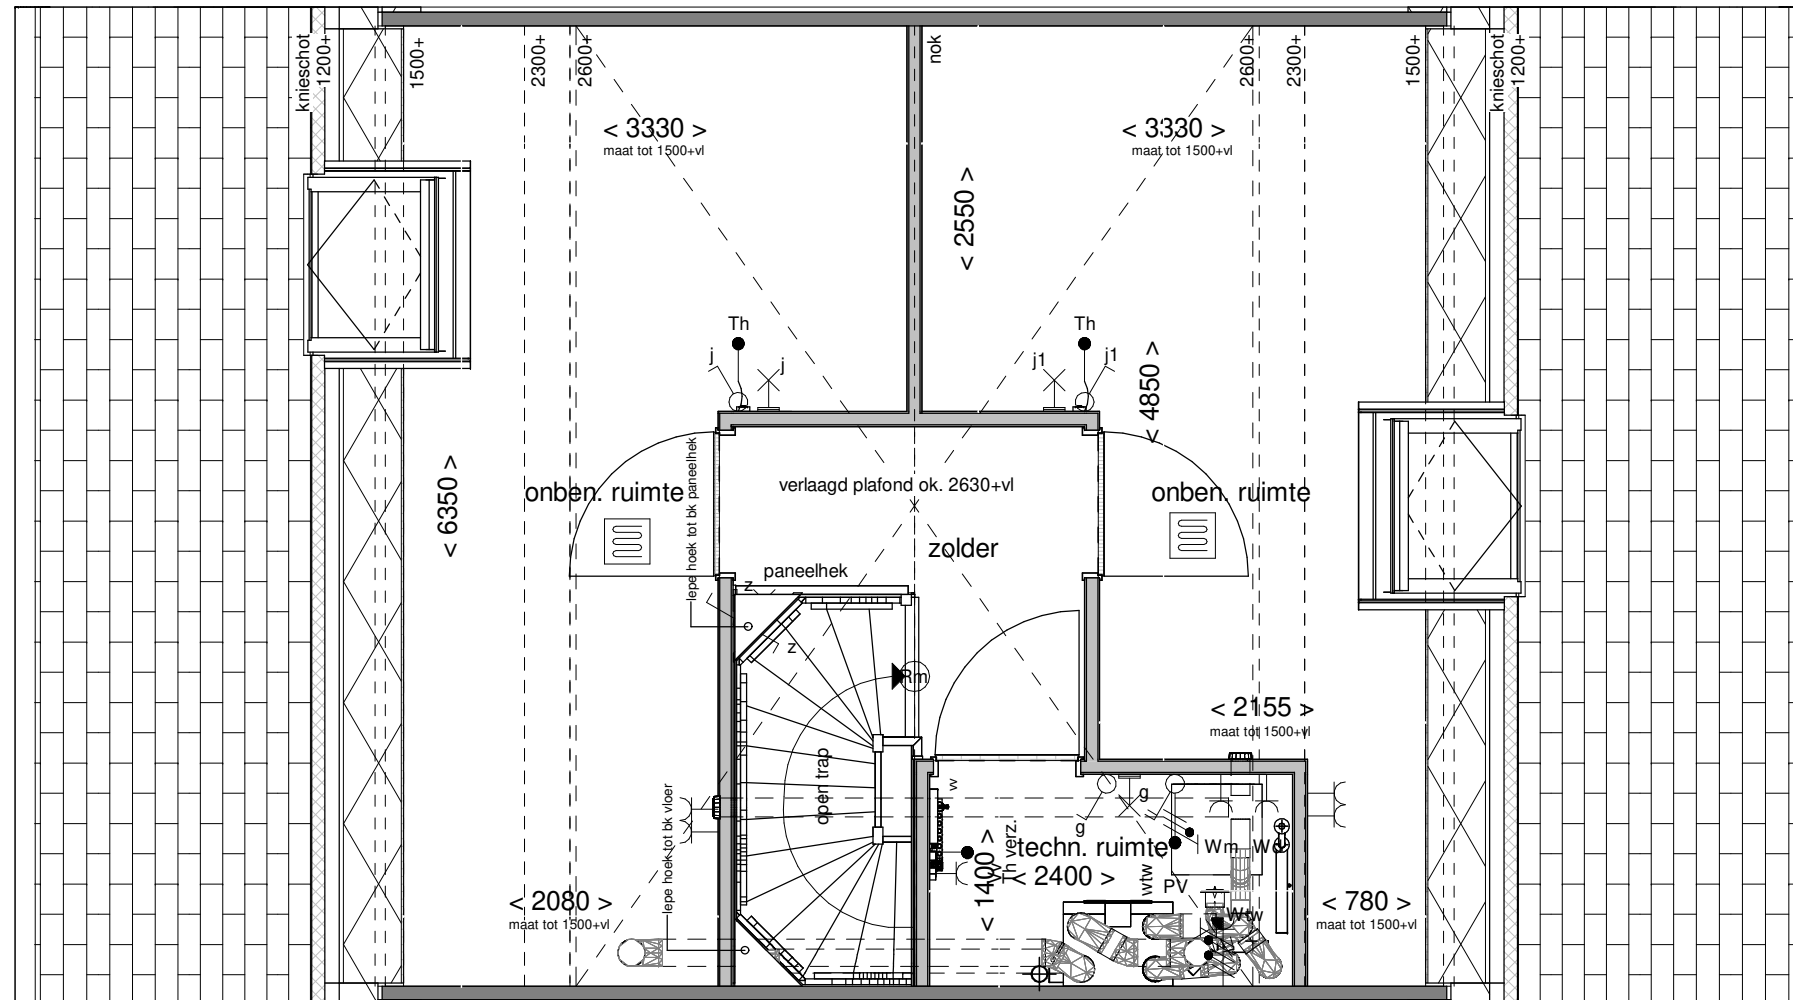 knieschot
1200+
1500+
2300+
2600+
nok
2600+
2300+
1500+
knieschot
1200+
< 3330 >
maat tot 1500+vl
< 3330 >
maat tot 1500+vl
< 2550 >
Th
j
j
Th
j1
j1
< 4850 >
< 6350 >
onben. ruimte
lepe hoek tot bk paneelhek
verlaagd plafond ok. 2630+vl
onben. ruimte
zolder
paneelhek
z
z
Rm
open trap
< 2155 >
maat tot 1500+vl
lepe hoek tot bk vloer
w
g
g
< 1400 >
Th verz.
techn. ruimte
< 2400 >
Wm
Wd
wtw
PV
Wtw
< 2080 >
maat tot 1500+vl
< 780 >
maat tot 1500+vl